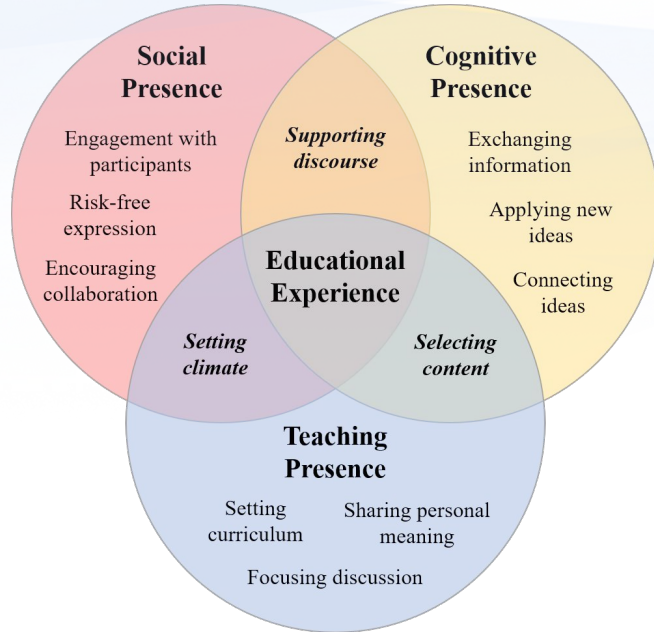 Social
Presence
Cognitive
Presence
Engagement with
participants
Risk-free
expression
Encouraging
collaboration
Supporting
discourse
Exchanging
information
Applying new
ideas
Connecting
ideas
Educational
Experience
Setting
climate
Selecting
content
Teaching
Presence
Setting
curriculum
Sharing personal
meaning
Focusing discussion